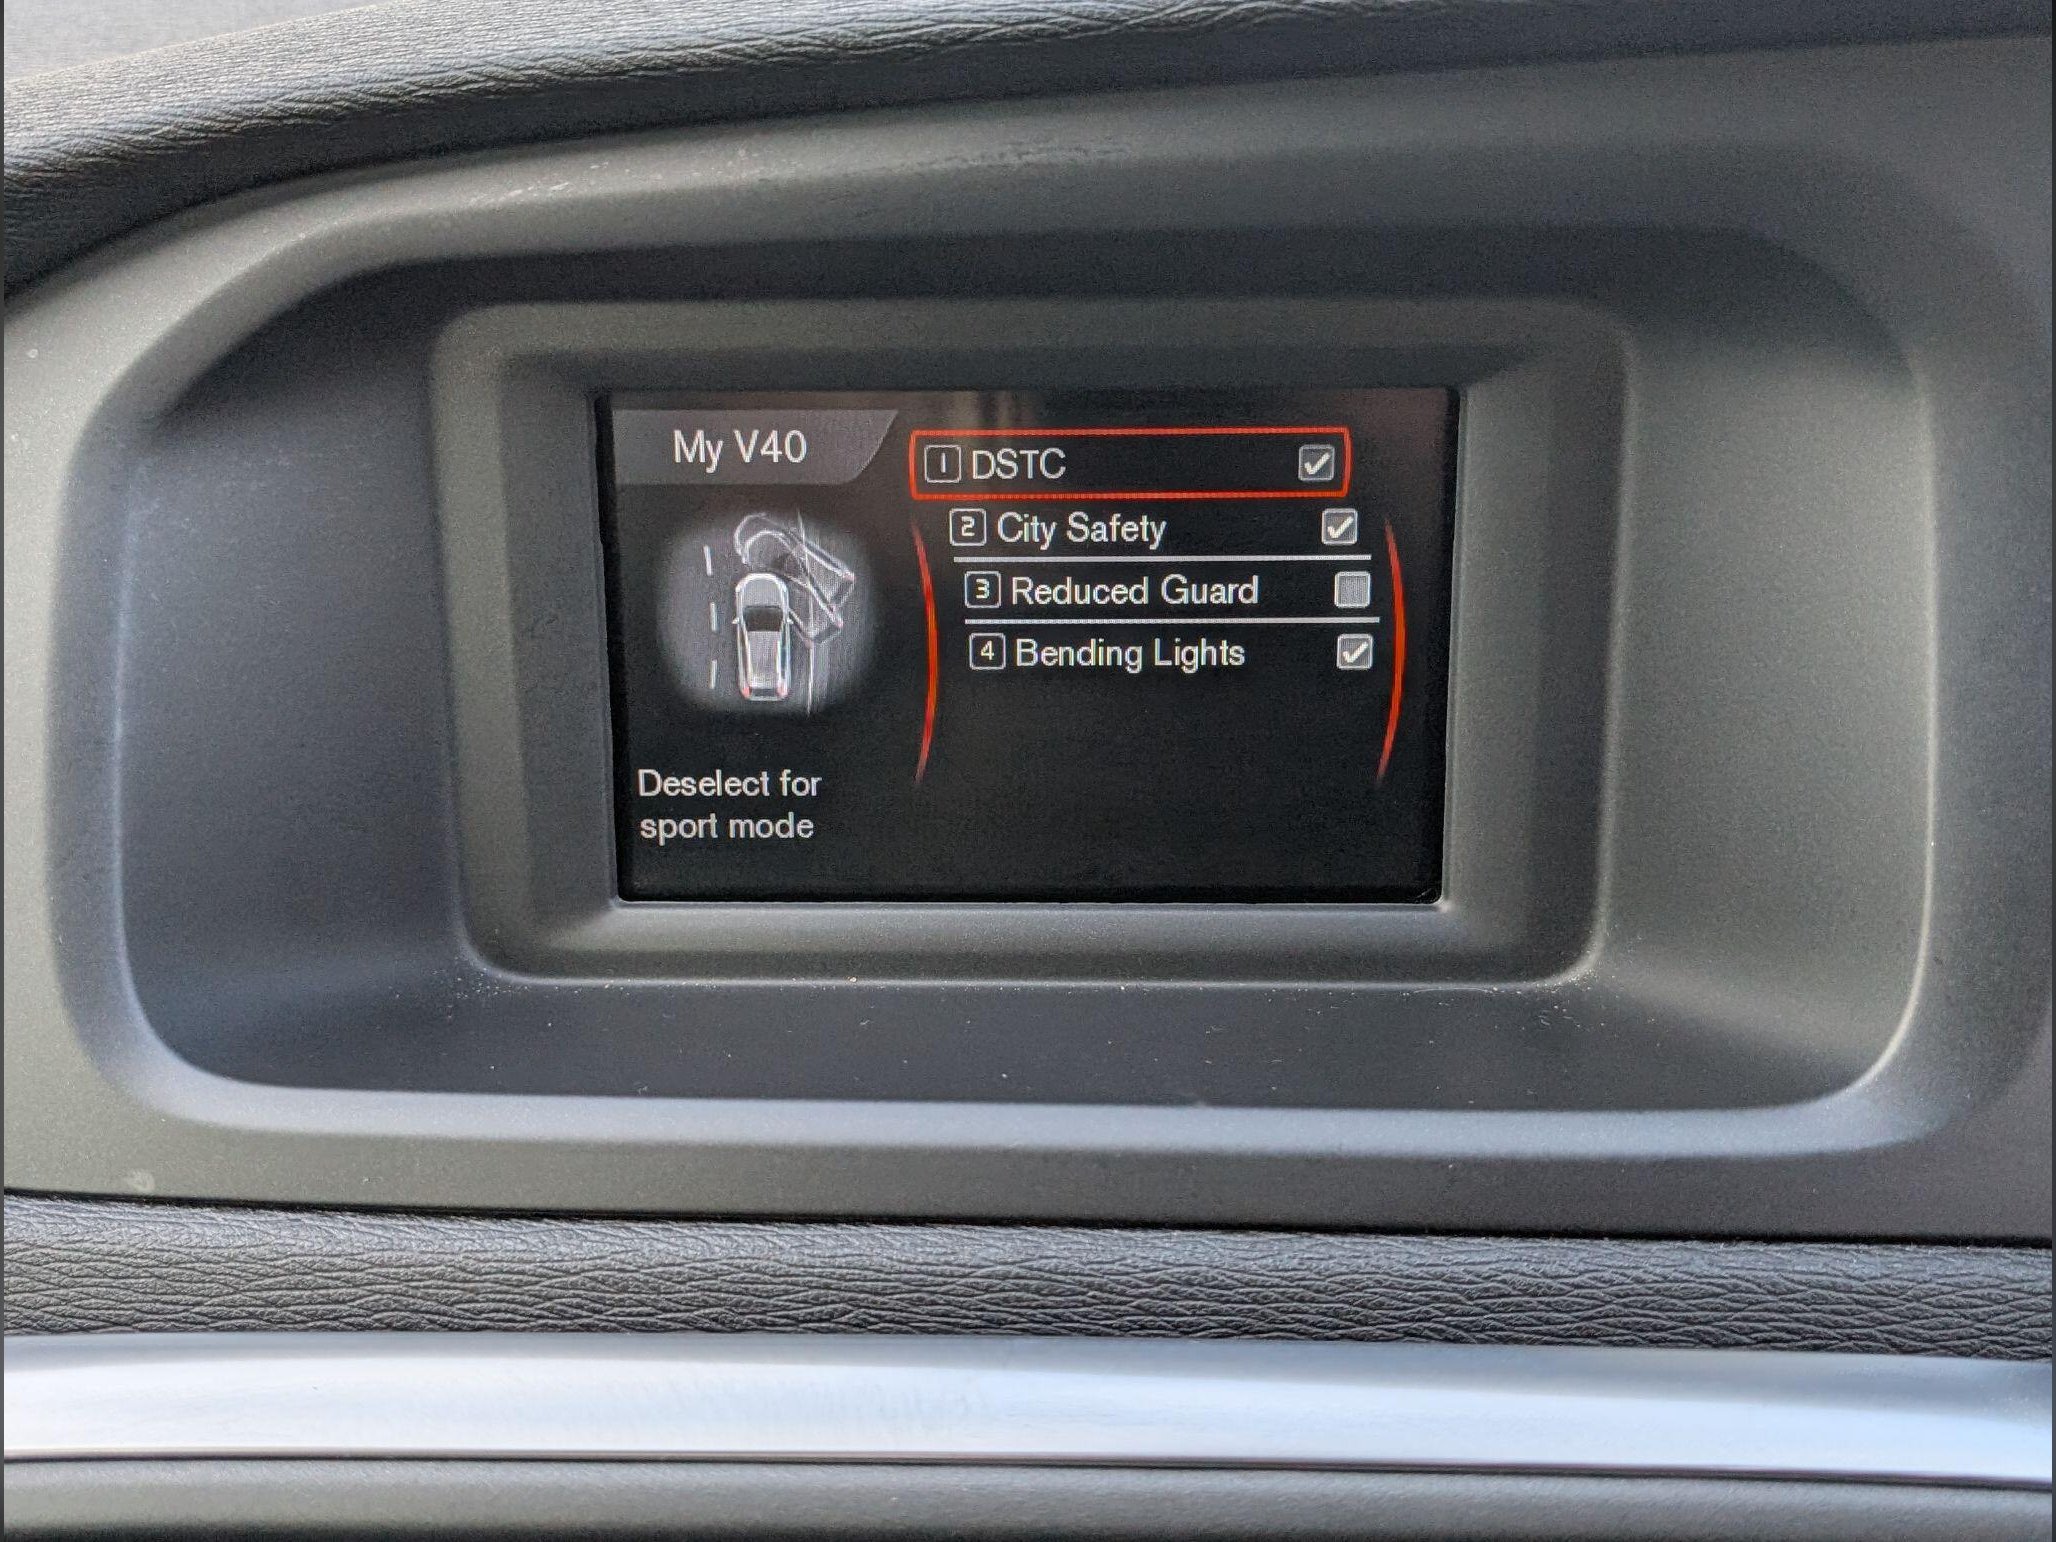 My V40
1 DSTC
2 City Safety
3 Reduced Guard
4 Bending Lights
Deselect for
sport mode